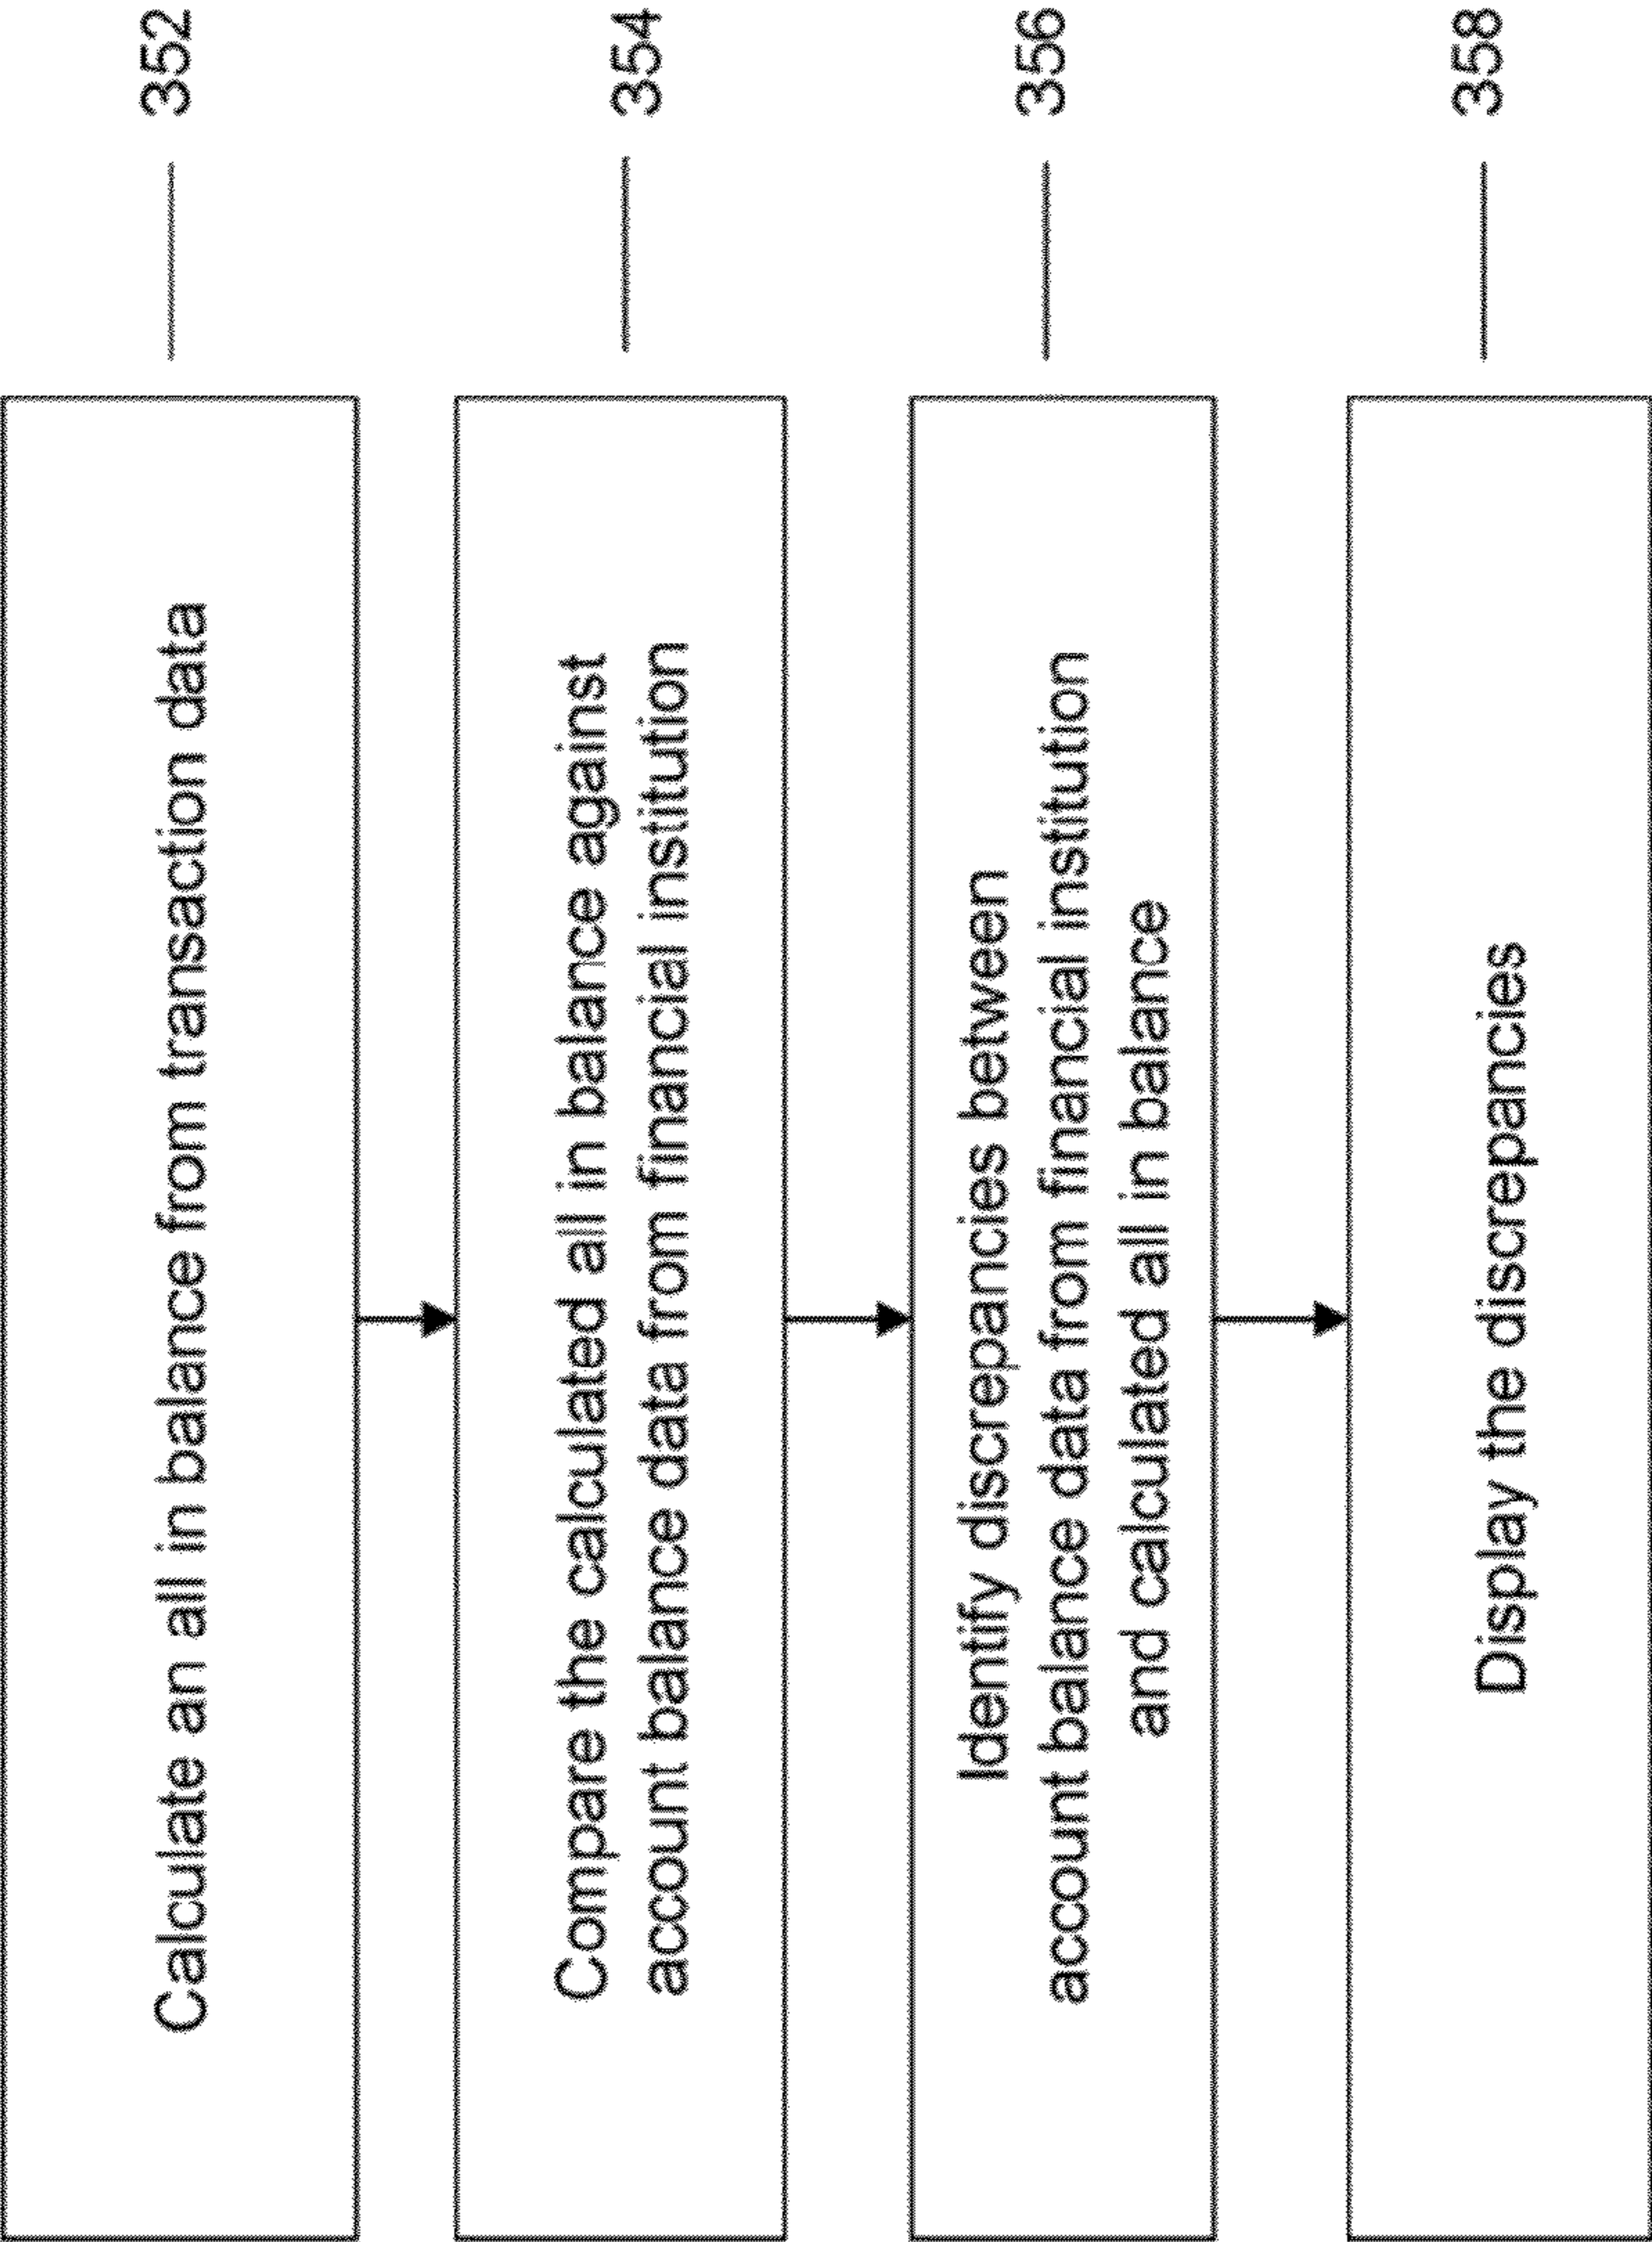 Calculate an all in balance from transaction data
352
Compare the calculated all in balance against
account balance data from financial institution
354
Identify discrepancies between
account balance data from financial institution
and calculated all in balance
356
Display the discrepancies
358